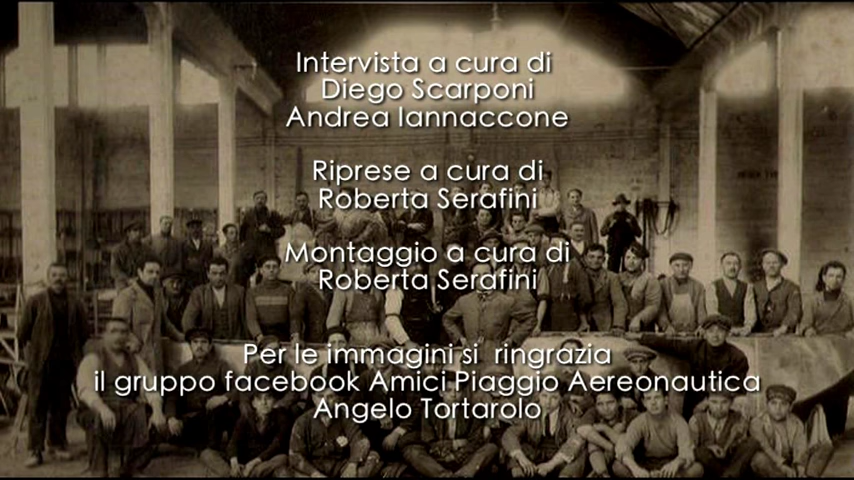 Intervista a cura di
Diego Scarponi
Andrea Iannaccone
Riprese a cura di
Roberta Serafini
Montaggio a cura di
Roberta Serafini
Per le immagini si ringrazia
il gruppo facebook Amici Piaggio Aereonautica
Angelo Tortarolo